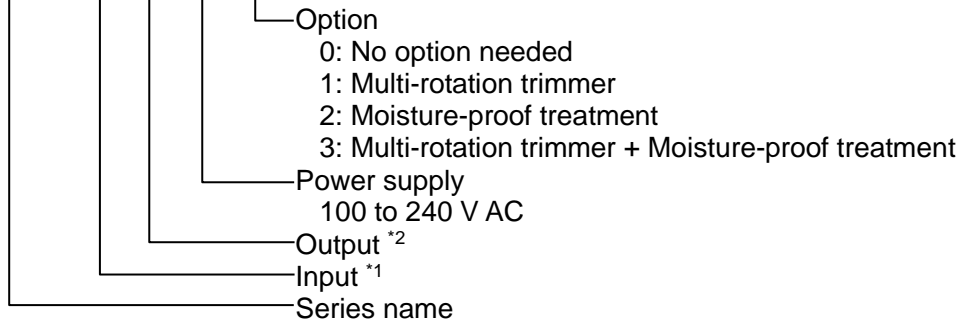 Option
0: No option needed
1: Multi-rotation trimmer
2: Moisture-proof treatment
3: Multi-rotation trimmer + Moisture-proof treatment
Power supply
100 to 240 V AC
Output *2
Input *1
Series name